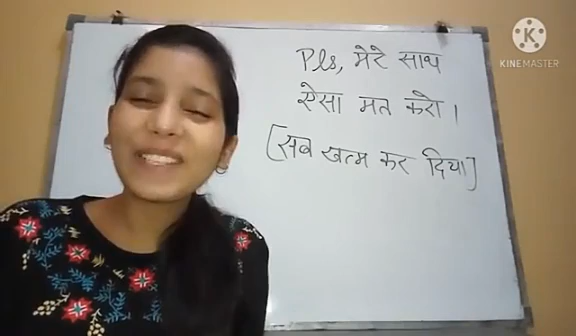 Pls, मेरे साथ
ऐसा मत करो ।
[सब खत्म कर दिया]
K
KINEMASTER